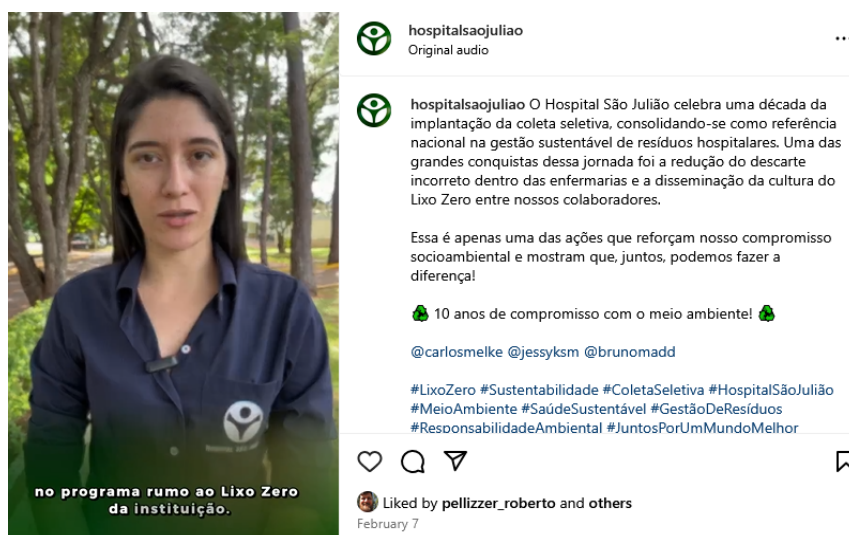 hospitalsaojuliao
Original audio
hospitalsaojuliao O Hospital São Julião celebra uma década da
implantação da coleta seletiva, consolidando-se como referência
nacional na gestão sustentável de resíduos hospitalares. Uma das
grandes conquistas dessa jornada foi a redução do descarte
incorreto dentro das enfermarias e a disseminação da cultura do
Lixo Zero entre nossos colaboradores.
Essa é apenas uma das ações que reforçam nosso compromisso
socioambiental e mostram que, juntos, podemos fazer a
diferença!
10 anos de compromisso com o meio ambiente!
@carlosmelke @jessyksm @brunomadd
#LixoZero #Sustentabilidade #ColetaSeletiva #HospitalSãoJulião
#MeioAmbiente #SaúdeSustentável #GestãoDeResíduos
#ResponsabilidadeAmbiental #JuntosPorUmMundoMelhor
no programa rumo ao Lixo Zero
da instituição.
Liked by pellizzer_roberto and others
February 7